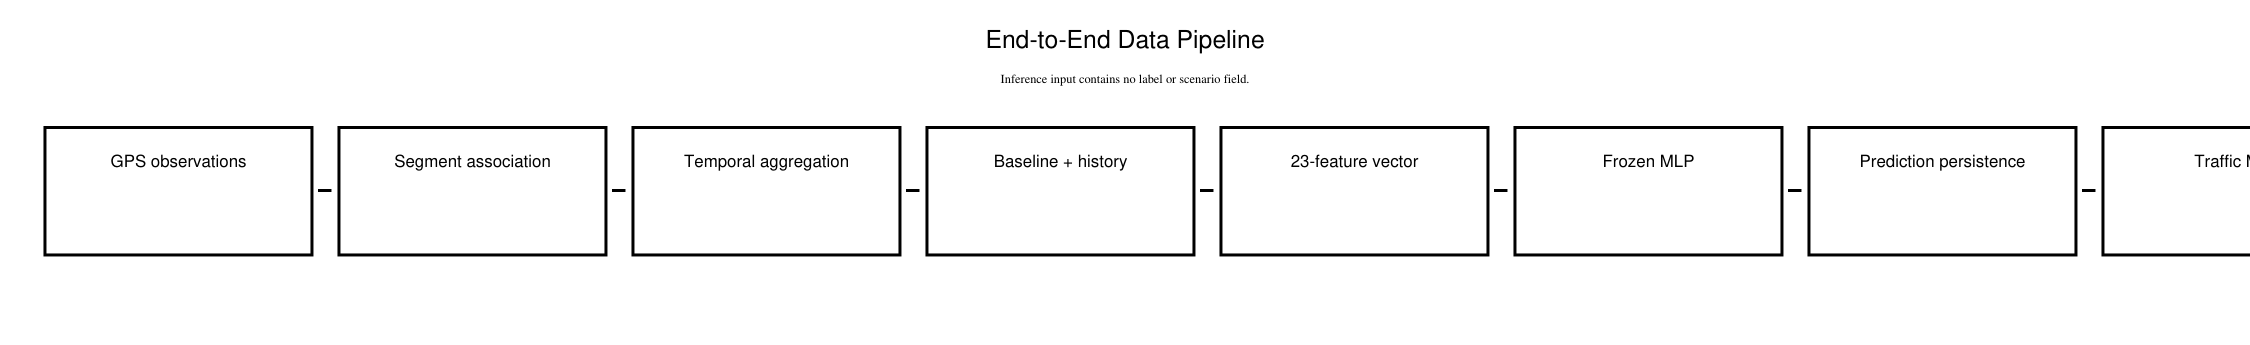 End-to-End Data Pipeline
Inference input contains no label or scenario field.
GPS observations
Segment association
Temporal aggregation
Baseline + history
23-feature vector
Frozen MLP
Prediction persistence
Traffic